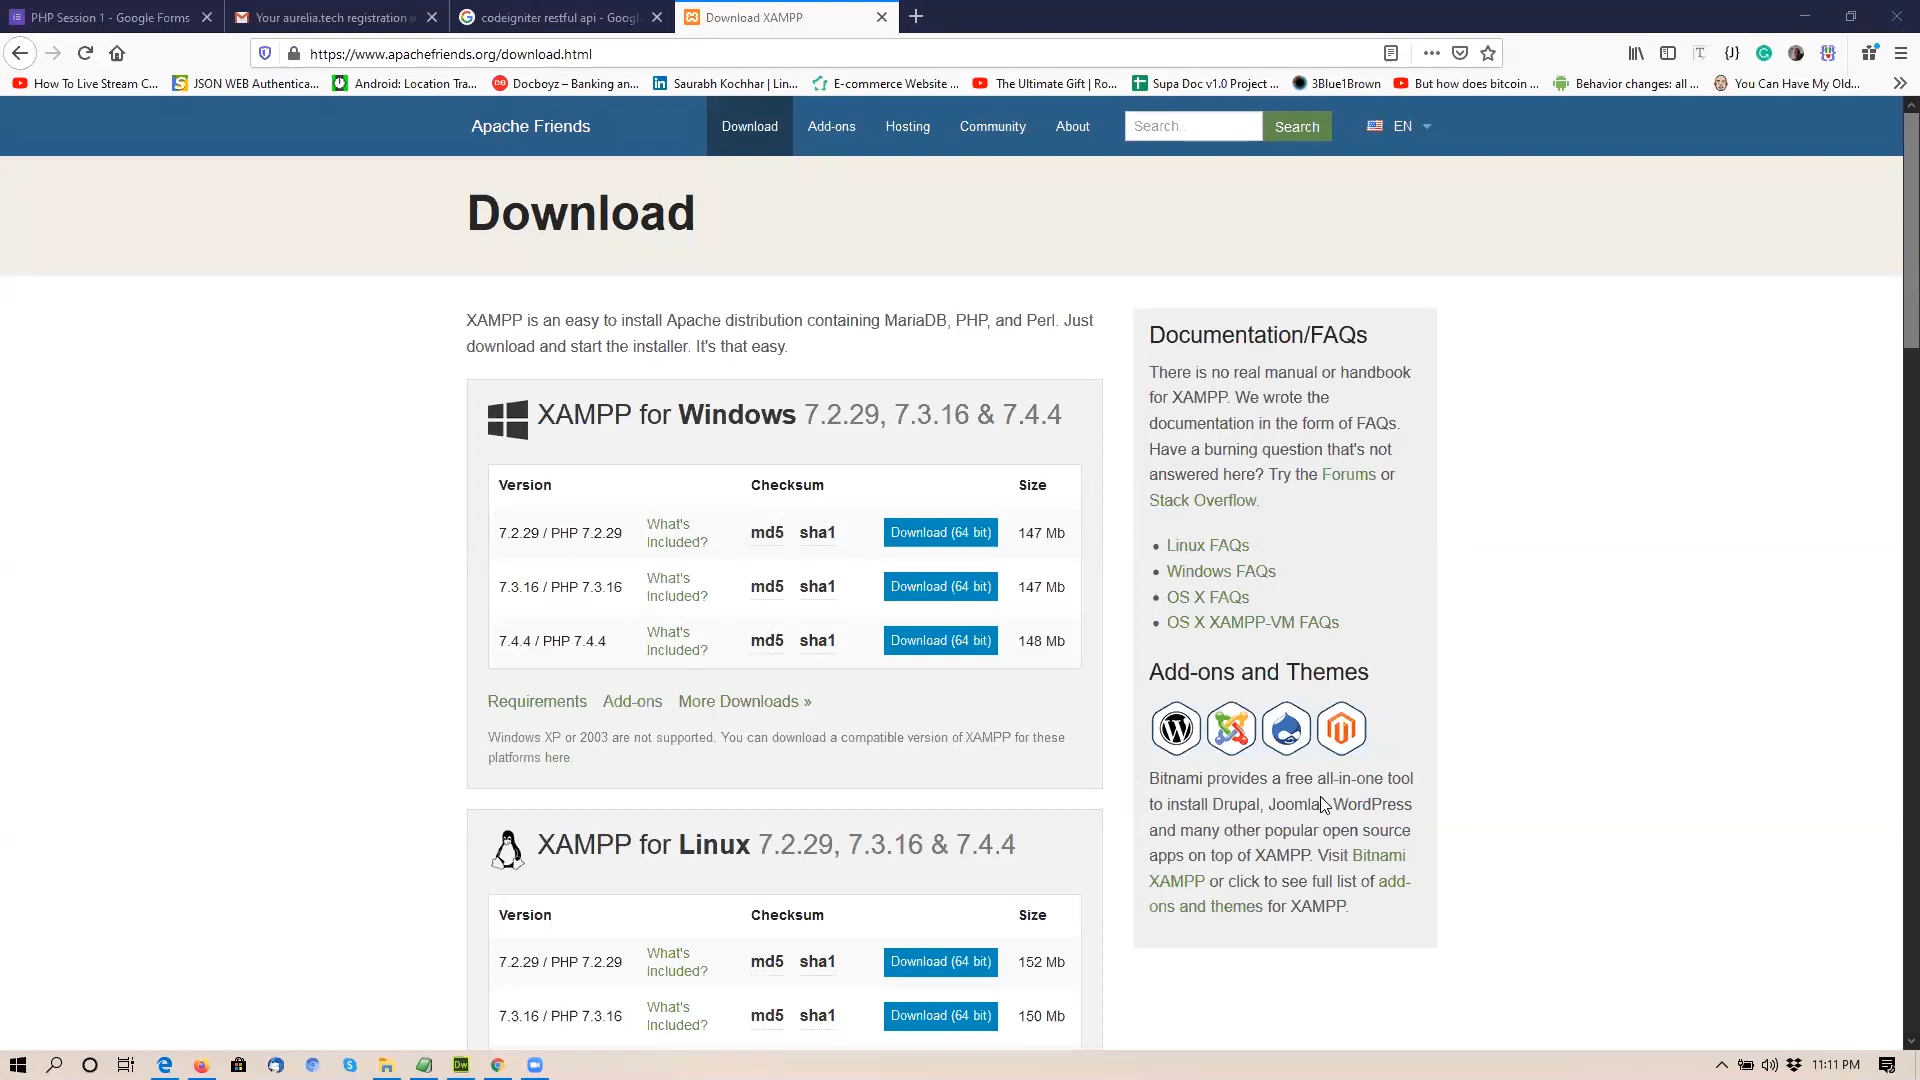 PHP Session 1 - Google Forms
Your aurelia.tech registration
codeigniter restful api - Goog
Download XAMPP
https://www.apachefriends.org/download.html
How To Live Stream C...
JSON WEB Authentica...
Android: Location Tra...
Docboyz – Banking an...
Saurabh Kochhar | Lin...
E-commerce Website ...
The Ultimate Gift | Ro...
Supa Doc v1.0 Project ...
3Blue1Brown
But how does bitcoin ...
Behavior changes: all ...
You Can Have My Old...
Apache Friends
Download
Add-ons
Hosting
Community
About
Search..
Search
EN
Download
XAMPP is an easy to install Apache distribution containing MariaDB, PHP, and Perl. Just
download and start the installer. It's that easy.
XAMPP for Windows 7.2.29, 7.3.16 & 7.4.4
Version Checksum Size
7.2.29 / PHP 7.2.29 What's Included? md5 sha1 Download (64 bit) 147 Mb
7.3.16 / PHP 7.3.16 What's Included? md5 sha1 Download (64 bit) 147 Mb
7.4.4 / PHP 7.4.4 What's Included? md5 sha1 Download (64 bit) 148 Mb
Requirements Add-ons More Downloads »
Windows XP or 2003 are not supported. You can download a compatible version of XAMPP for these
platforms here.
XAMPP for Linux 7.2.29, 7.3.16 & 7.4.4
Version Checksum Size
7.2.29 / PHP 7.2.29 What's Included? md5 sha1 Download (64 bit) 152 Mb
7.3.16 / PHP 7.3.16 What's Included? md5 sha1 Download (64 bit) 150 Mb
Documentation/FAQs
There is no real manual or handbook
for XAMPP. We wrote the
documentation in the form of FAQs.
Have a burning question that's not
answered here? Try the Forums or
Stack Overflow.
Linux FAQs
Windows FAQs
OS X FAQs
OS X XAMPP-VM FAQs
Add-ons and Themes
Bitnami provides a free all-in-one tool
to install Drupal, Joomla WordPress
and many other popular open source
apps on top of XAMPP. Visit Bitnami
XAMPP or click to see full list of add-
ons and themes for XAMPP.
11:11 PM